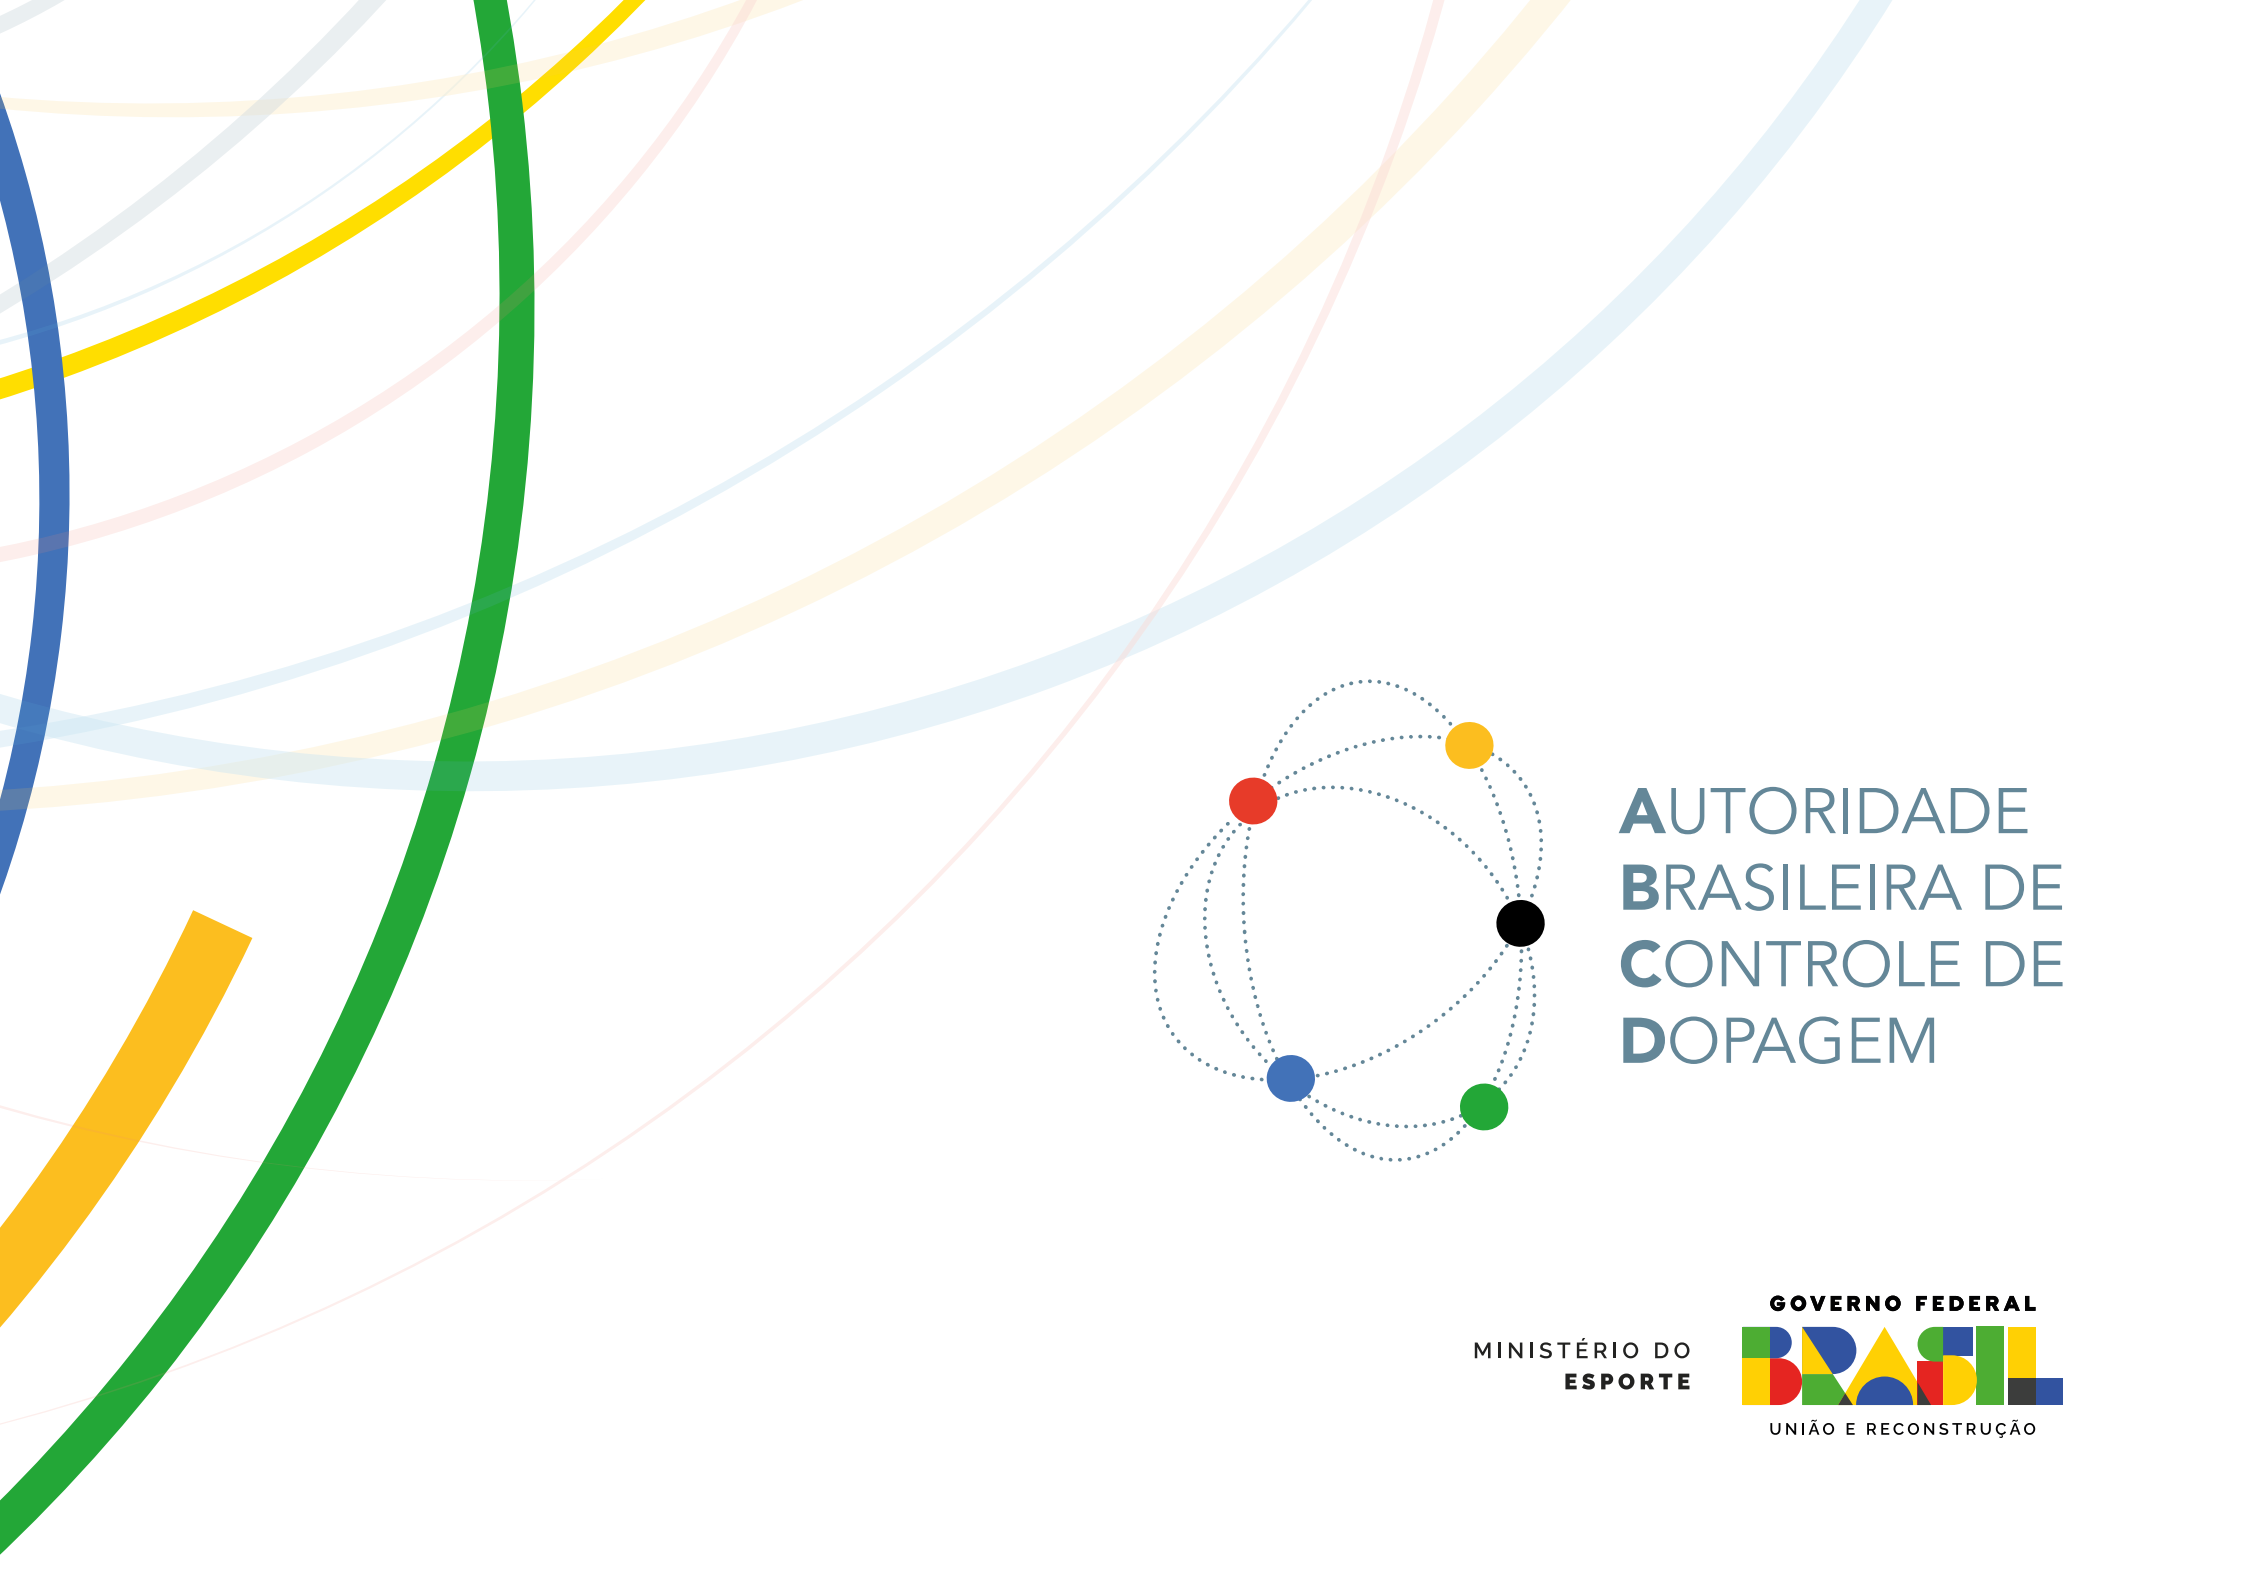 AUTORIDADE
BRASILEIRA DE
CONTROLE DE
DOPAGEM
MINISTÉRIO DO
ESPORTE
GOVERNO FEDERAL
BRASIL
UNIÃO E RECONSTRUÇÃO